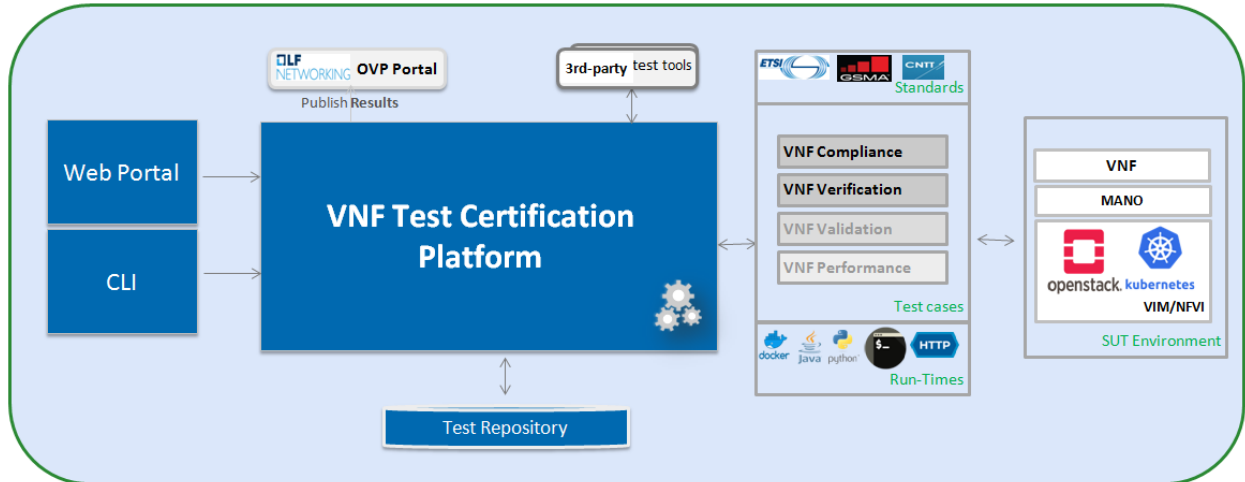 LF
NETWORKING
OVP Portal
Publish Results
3rd-party test tools
Web Portal
CLI
VNF Test Certification
Platform
Test Repository
ETSI
GSMA
CNTT
Standards
VNF Compliance
VNF Verification
VNF Validation
VNF Performance
Test cases
docker
Java
python
$_
HTTP
Run-Times
VNF
MANO
openstack.
kubernetes
VIM/NFVI
SUT Environment